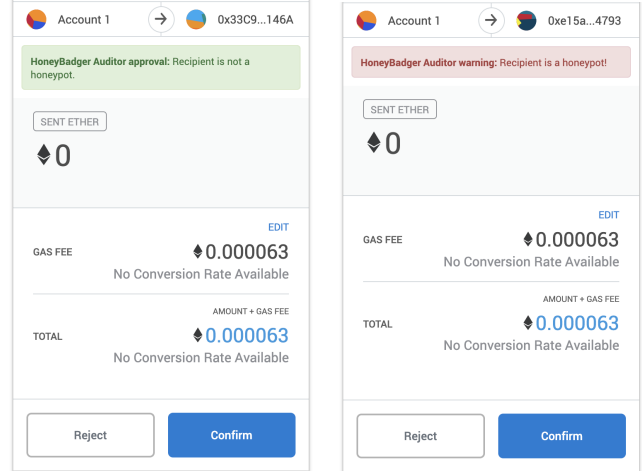 Account 1
0x33C9...146A
HoneyBadger Auditor approval: Recipient is not a
honeypot.
SENT ETHER
0
EDIT
GAS FEE
0.000063
No Conversion Rate Available
AMOUNT + GAS FEE
TOTAL
0.000063
No Conversion Rate Available
Reject
Confirm
Account 1
0xe15a...4793
HoneyBadger Auditor warning: Recipient is a honeypot!
SENT ETHER
0
EDIT
GAS FEE
0.000063
No Conversion Rate Available
AMOUNT + GAS FEE
TOTAL
0.000063
No Conversion Rate Available
Reject
Confirm